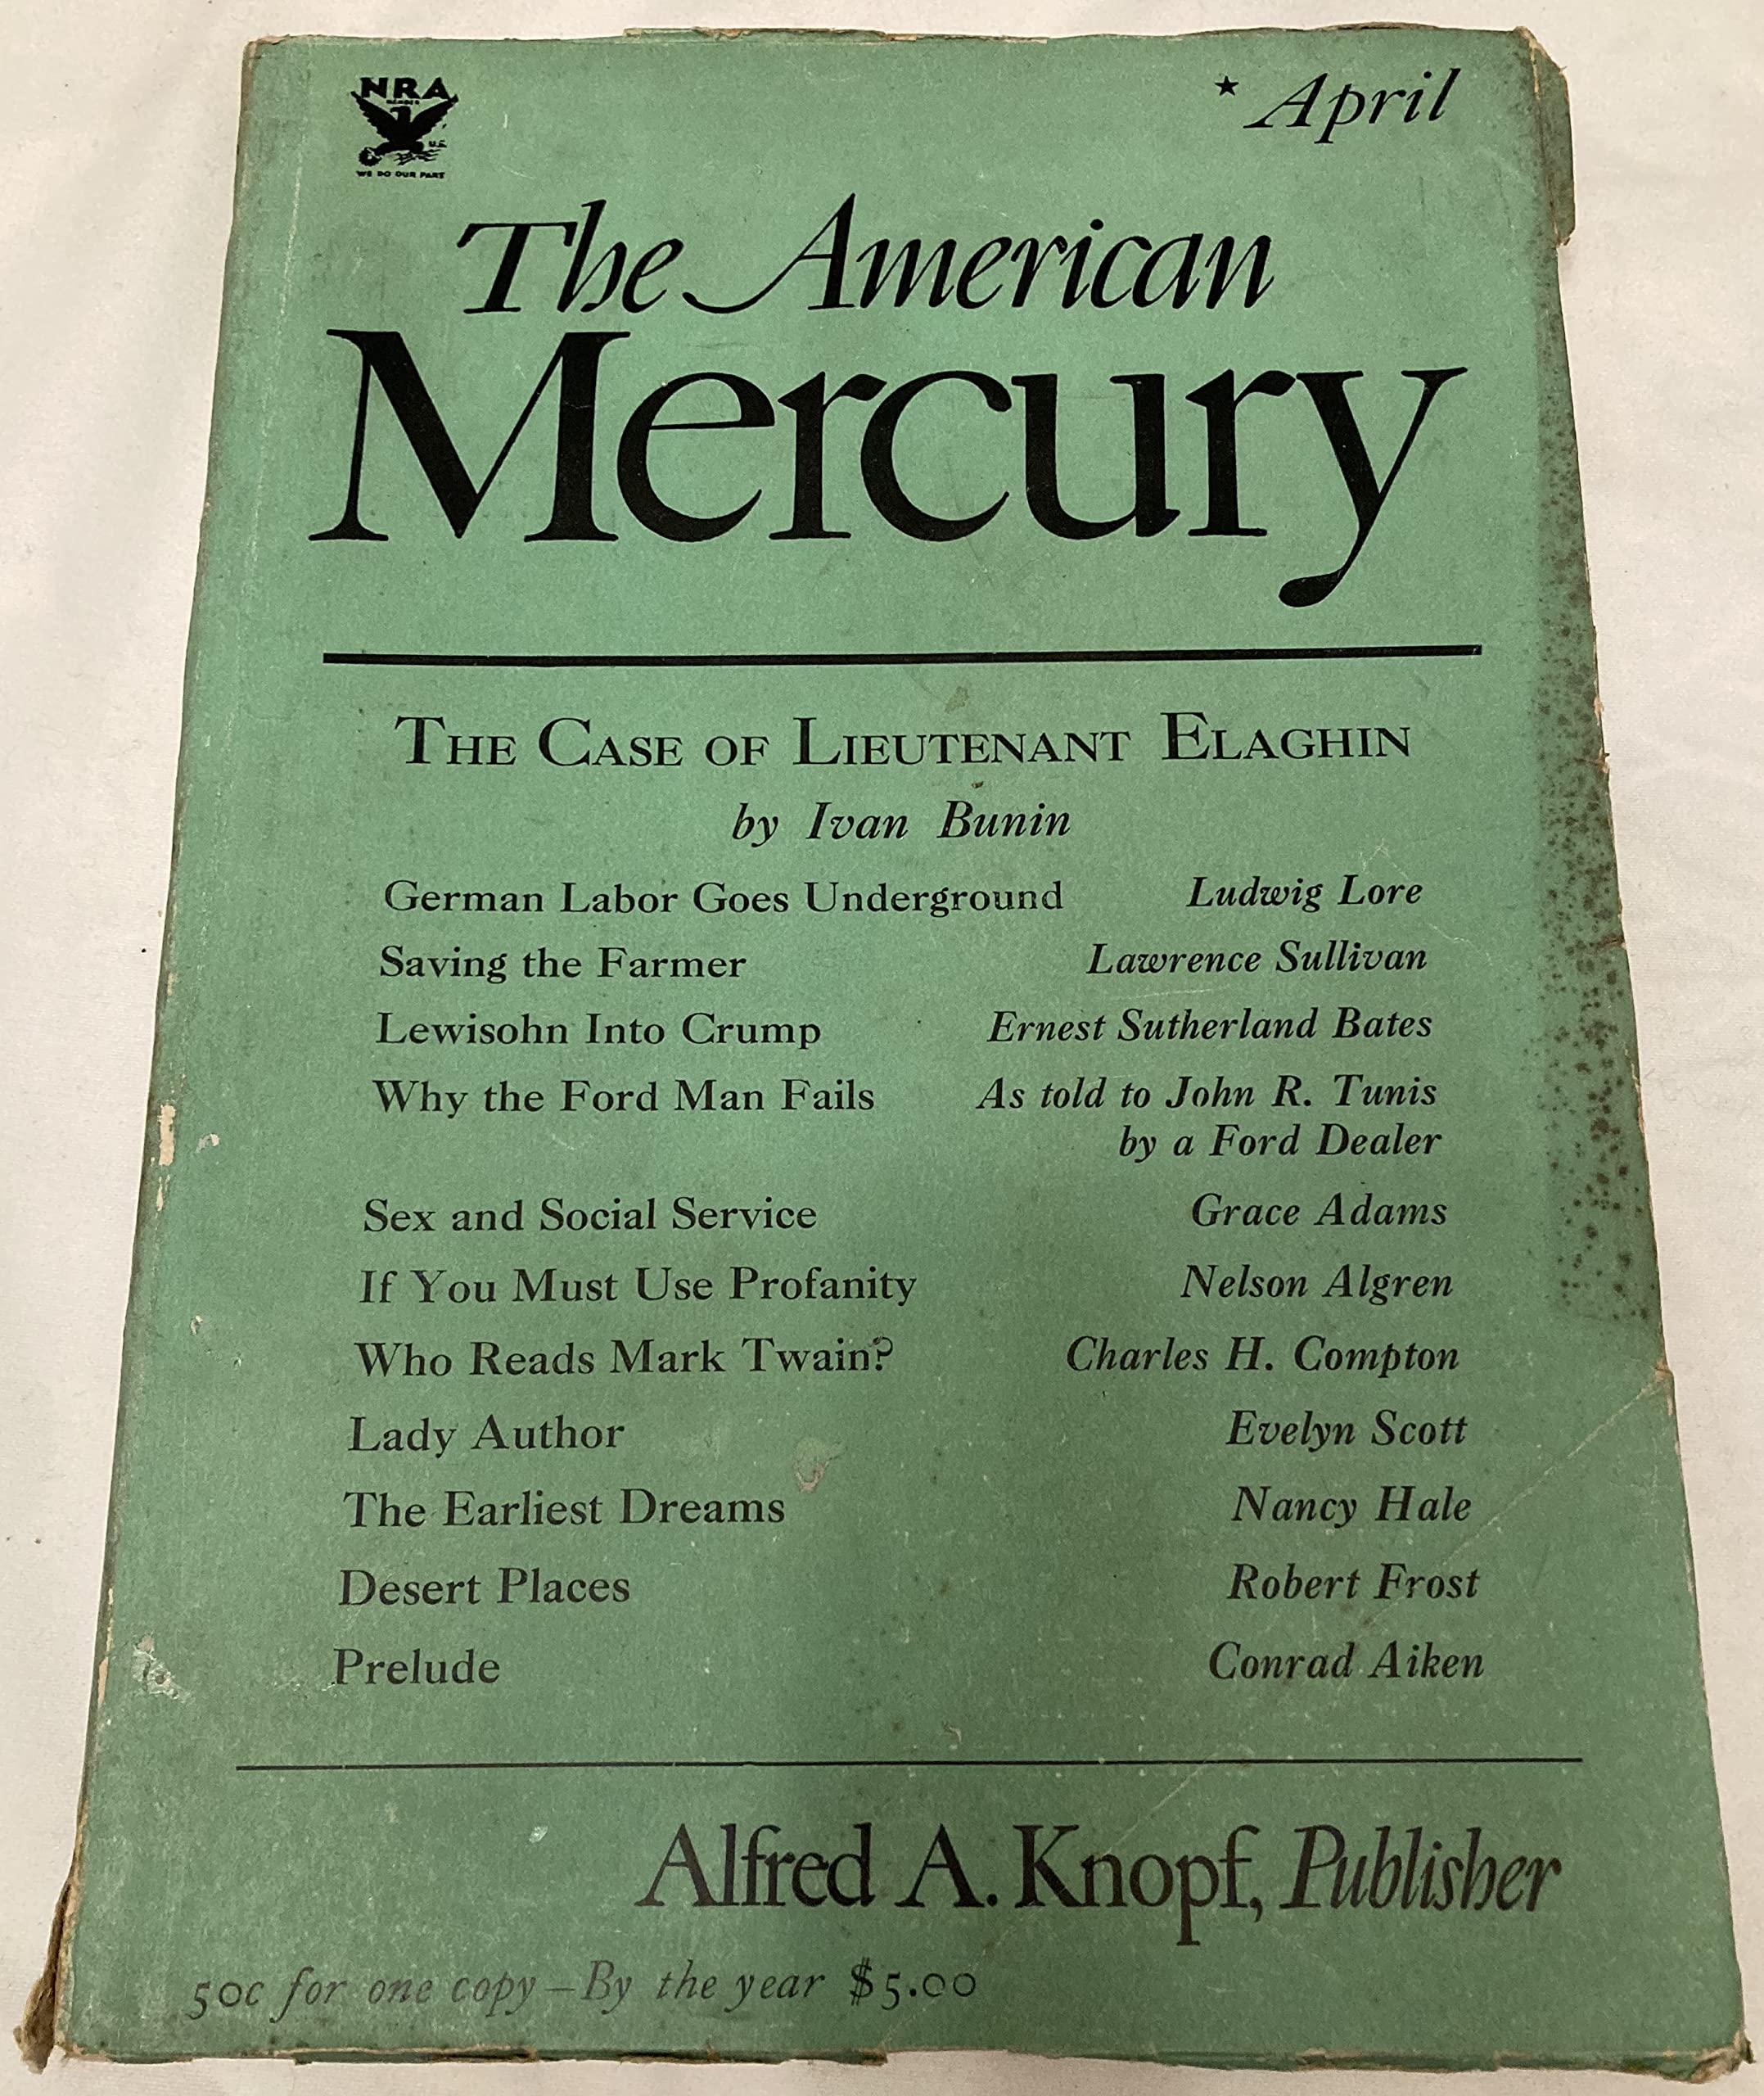 NRA
MEMBER
U.S.
WE DO OUR PART
★ April
The American
Mercury
THE CASE OF LIEUTENANT ELAGHIN
by Ivan Bunin
German Labor Goes Underground Ludwig Lore
Saving the Farmer Lawrence Sullivan
Lewisohn Into Crump Ernest Sutherland Bates
Why the Ford Man Fails As told to John R. Tunis
by a Ford Dealer
Sex and Social Service Grace Adams
If You Must Use Profanity Nelson Algren
Who Reads Mark Twain? Charles H. Compton
Lady Author Evelyn Scott
The Earliest Dreams Nancy Hale
Desert Places Robert Frost
Prelude Conrad Aiken
Alfred A. Knopf, Publisher
50c for one copy—By the year $5.00